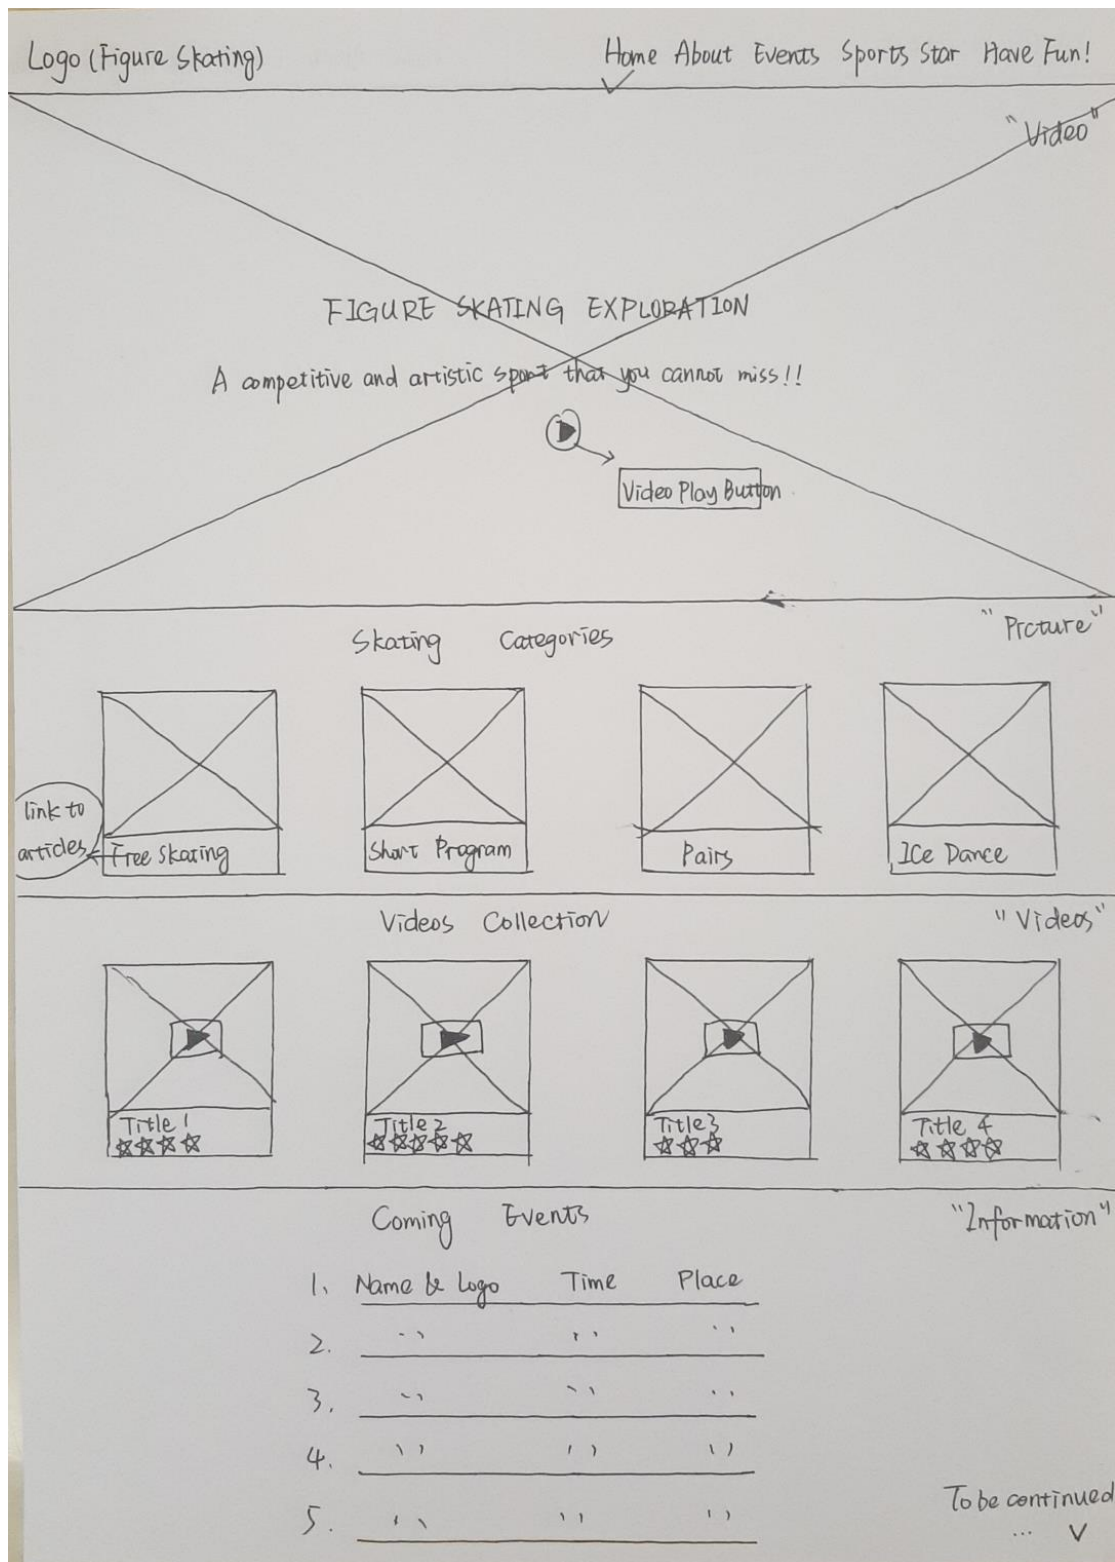 Logo (Figure Skating) Home About Events Sports Star Have Fun!
"Video"
FIGURE SKATING EXPLORATION
A competitive and artistic sport that you cannot miss!!
Video Play Button
"Picture"
Skating Categories
link to
articles
Free Skating Short Program Pairs Ice Dance
Videos Collection "Videos"
Title 1 Title 2 Title 3 Title 4
☆☆☆☆ ☆☆☆☆☆ ☆☆☆ ☆☆☆☆
Coming Events "Information"
1. Name & Logo Time Place
2. 〃 〃 〃
3. 〃 〃 〃
4. 〃 〃 〃
5. 〃 〃 〃
To be continued
...